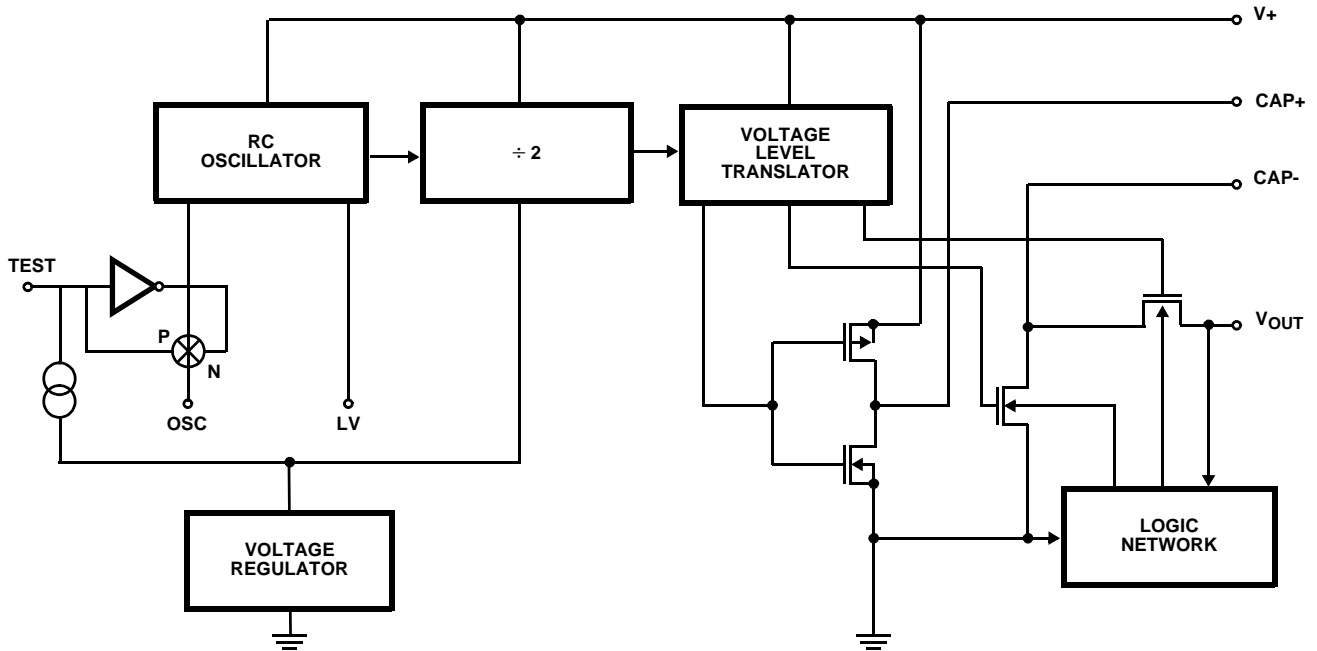 V+
CAP+
RC
OSCILLATOR
÷ 2
VOLTAGE
LEVEL
TRANSLATOR
CAP-
TEST
P
N
VOUT
OSC
LV
VOLTAGE
REGULATOR
LOGIC
NETWORK